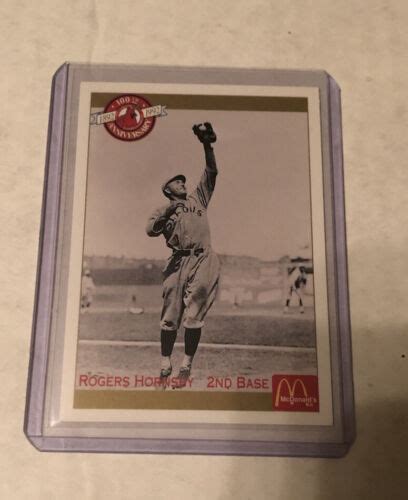 100TH
1892 1992
ANNIVERSARY
ROGERS HORNSBY 2ND BASE
McDonald's